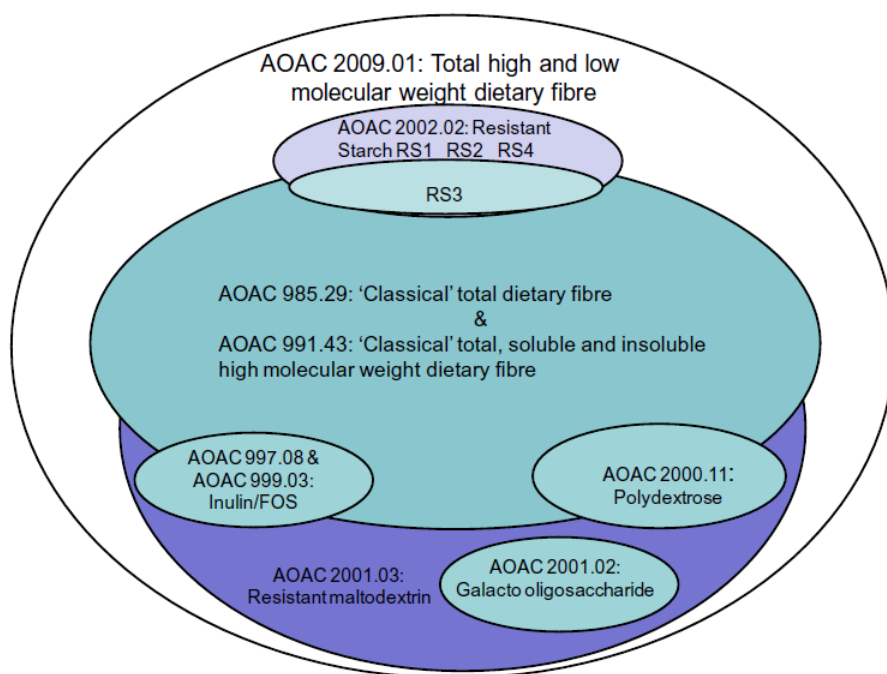 AOAC 2009.01: Total high and low
molecular weight dietary fibre
AOAC 2002.02: Resistant
Starch RS1 RS2 RS4
RS3
AOAC 985.29: ‘Classical’ total dietary fibre
&
AOAC 991.43: ‘Classical’ total, soluble and insoluble
high molecular weight dietary fibre
AOAC 997.08 &
AOAC 999.03:
Inulin/FOS
AOAC 2000.11:
Polydextrose
AOAC 2001.03:
Resistant maltodextrin
AOAC 2001.02:
Galacto oligosaccharide